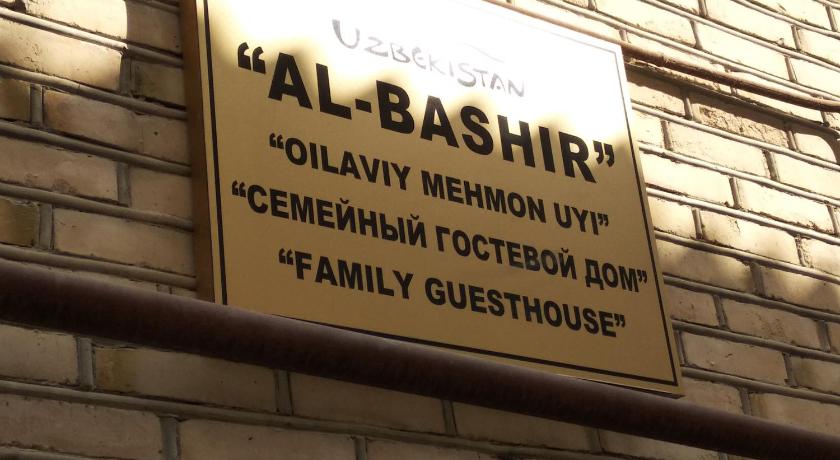 UZBEKISTAN
“AL-BASHIR”
“OILAVIY MEHMON UYI”
“СЕМЕЙНЫЙ ГОСТЕВОЙ ДОМ”
“FAMILY GUESTHOUSE”